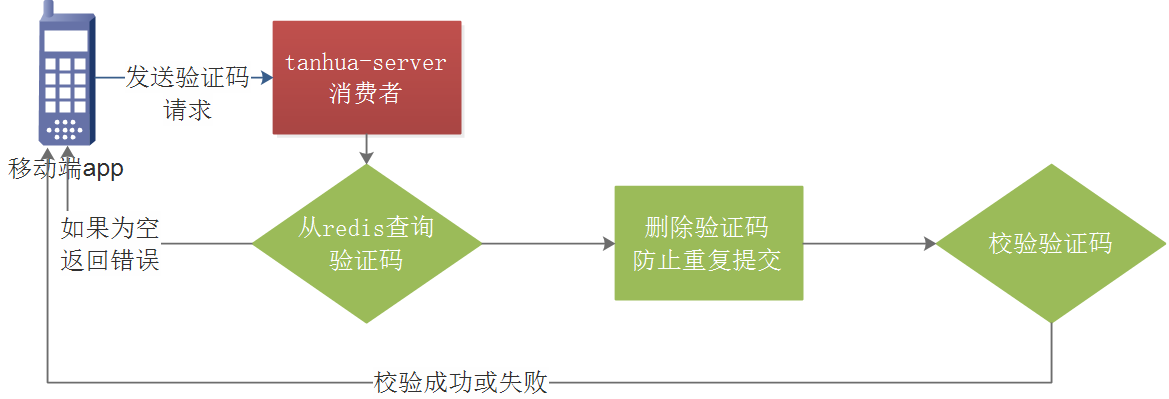 发送验证码
请求
tanhua-server
消费者
移动端app
如果为空
返回错误
从redis查询
验证码
删除验证码
防止重复提交
校验验证码
校验成功或失败